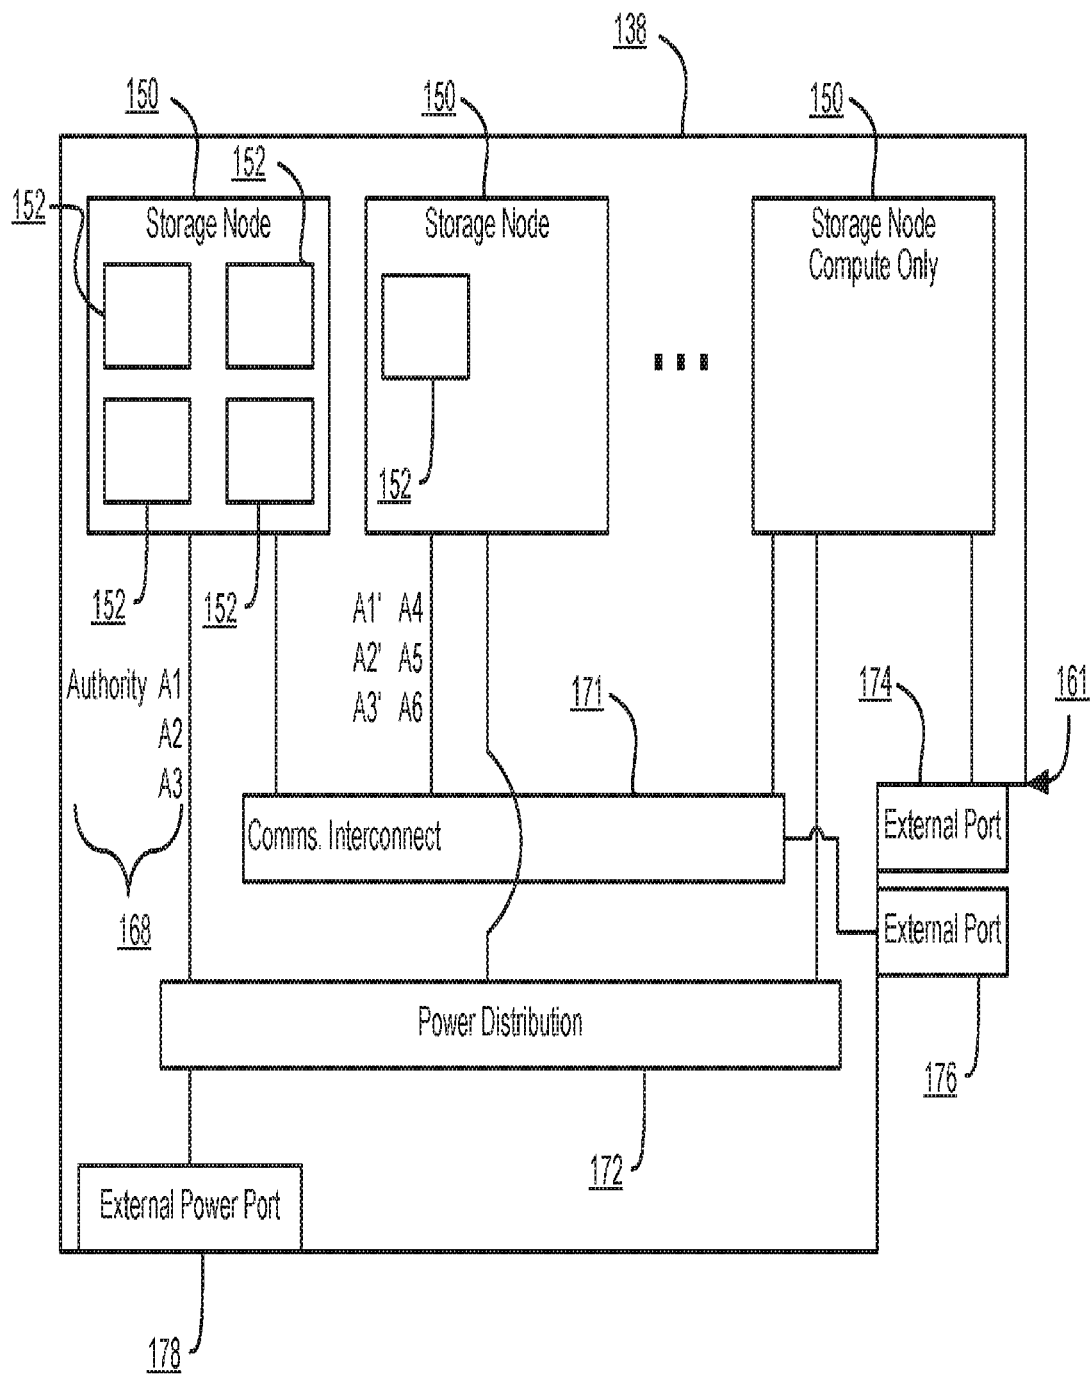 138
150
150
150
152
152
Storage Node
Storage Node
Storage Node
Compute Only
152
152
152
A1' A4
A2' A5
A3' A6
Authority A1
A2
A3
168
171
174
161
Comms. Interconnect
External Port
External Port
176
Power Distribution
172
External Power Port
178